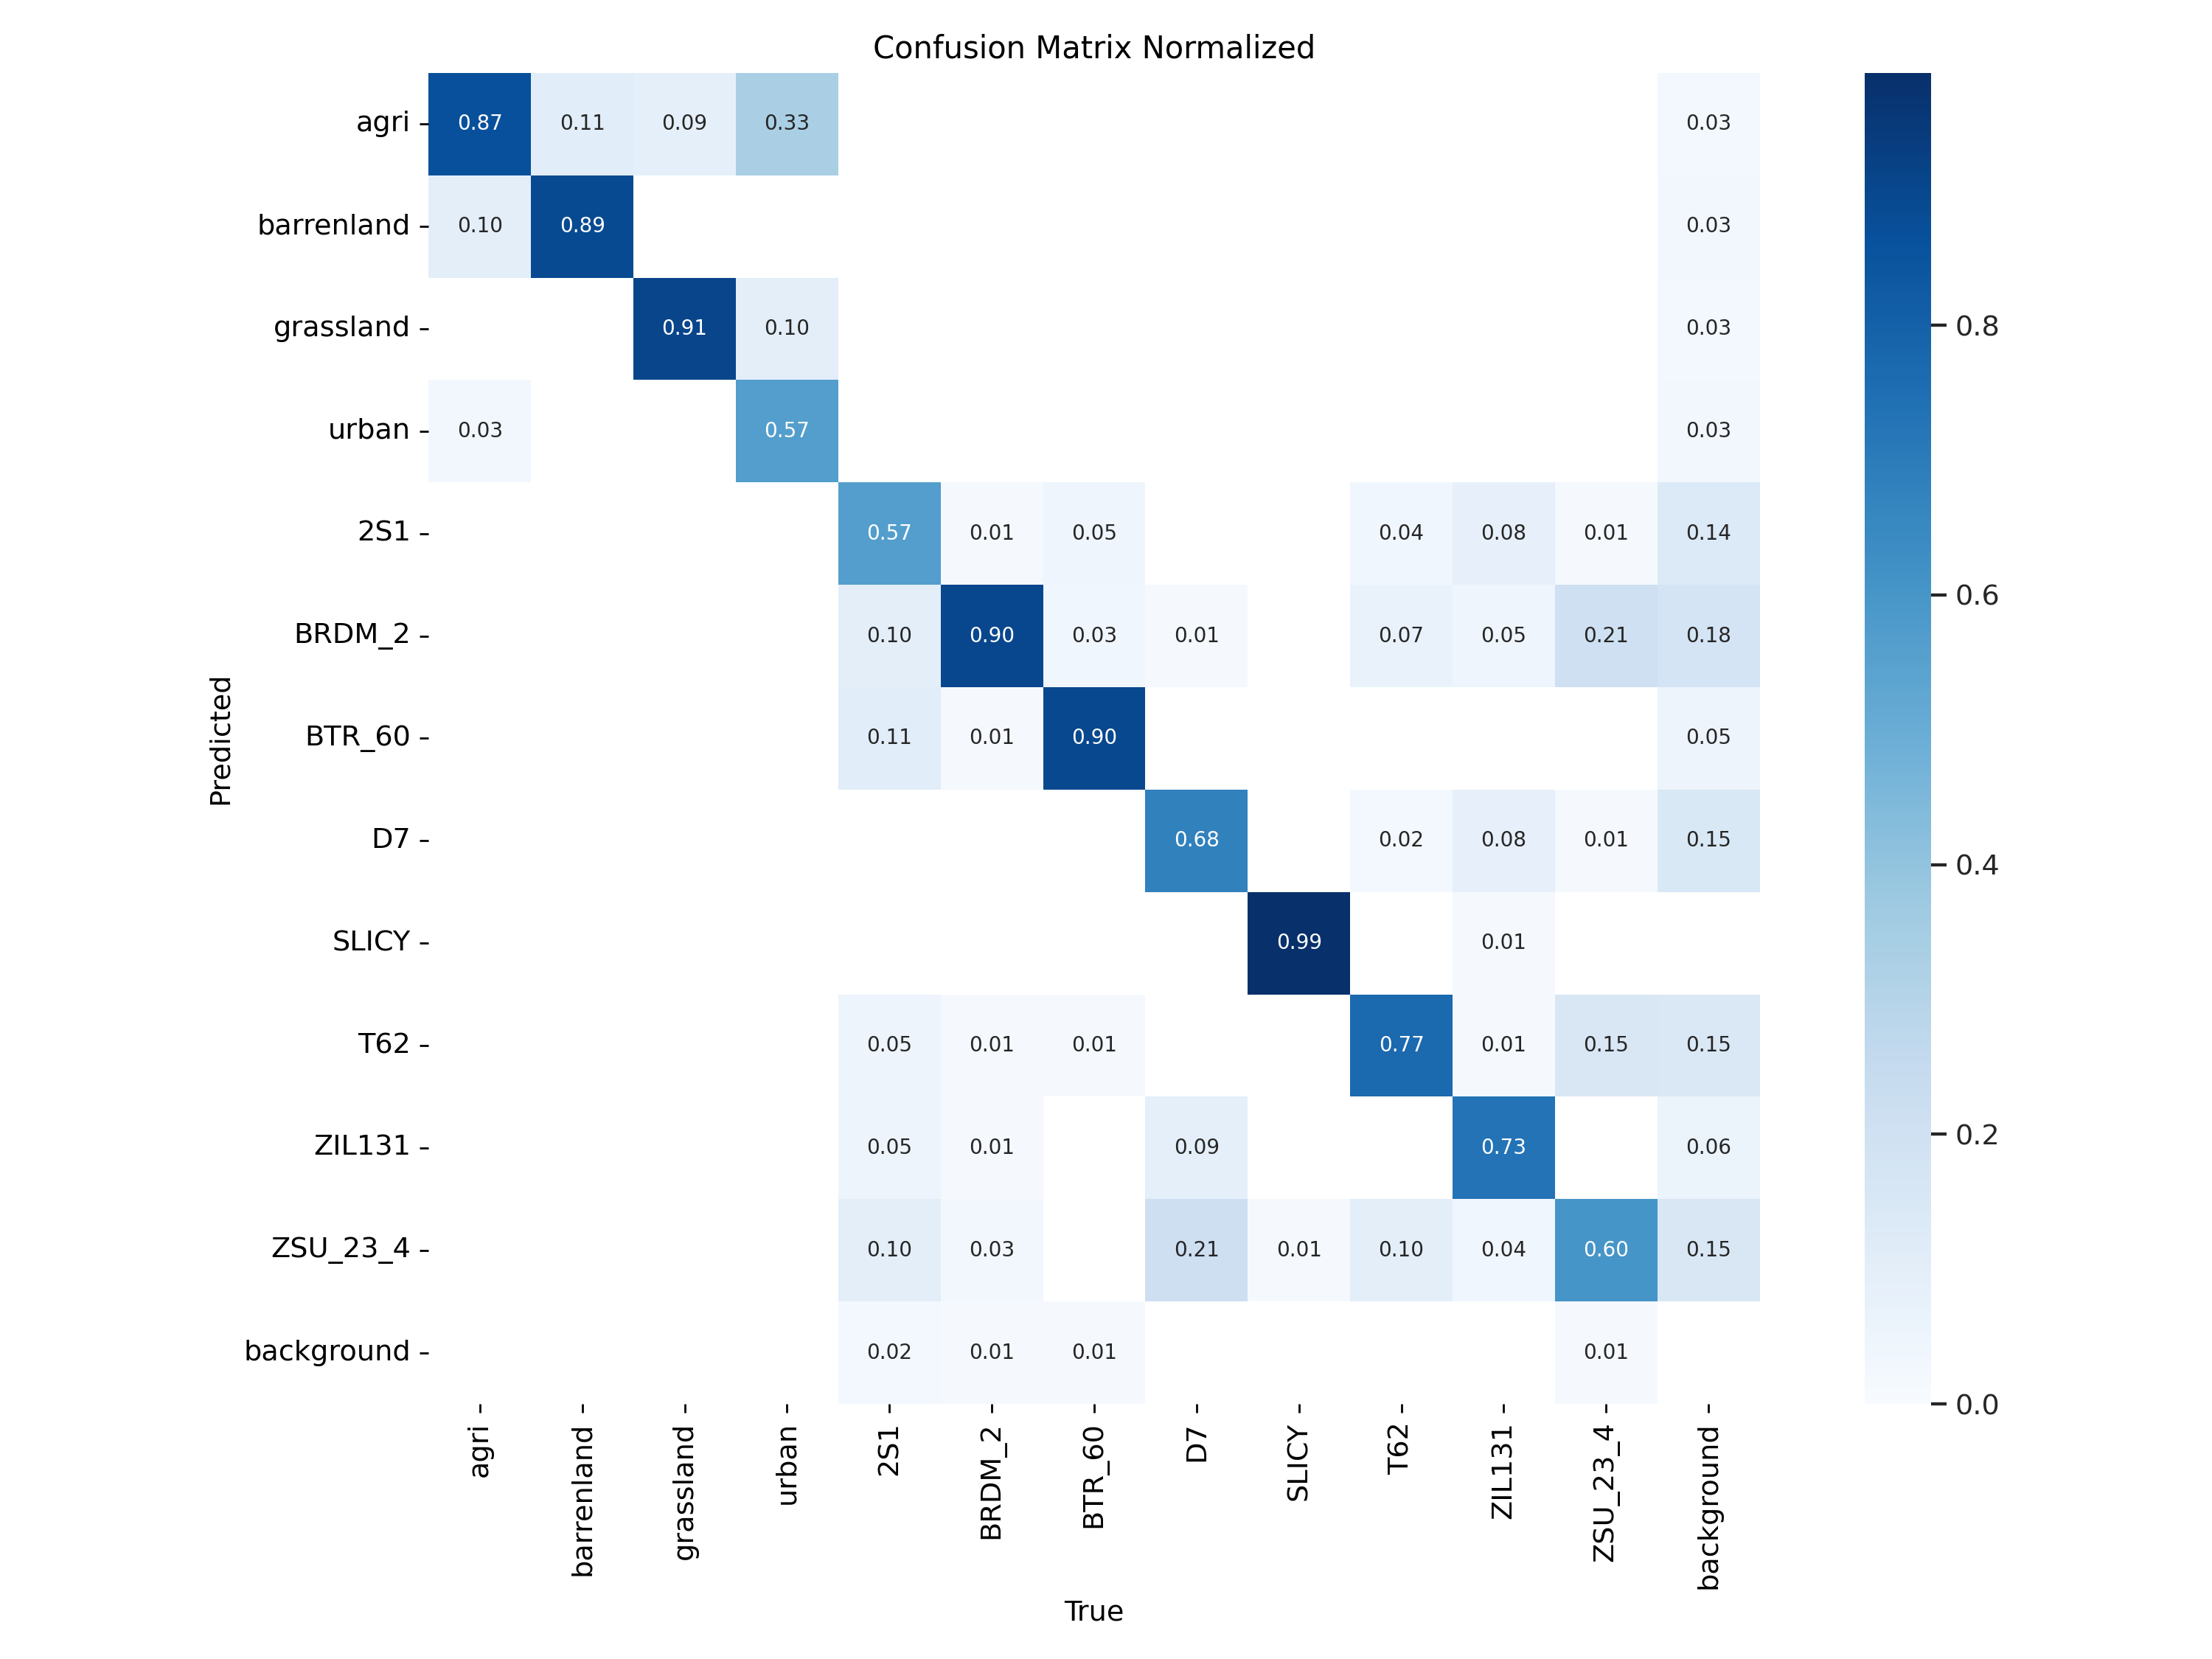 Confusion Matrix Normalized
agri 0.87 0.11 0.09 0.33 0.03
barrenland 0.10 0.89 0.03
grassland 0.91 0.10 0.03
urban 0.03 0.57 0.03
2S1 0.57 0.01 0.05 0.04 0.08 0.01 0.14
BRDM_2 0.10 0.90 0.03 0.01 0.07 0.05 0.21 0.18
BTR_60 0.11 0.01 0.90 0.05
D7 0.68 0.02 0.08 0.01 0.15
SLICY 0.99 0.01
T62 0.05 0.01 0.01 0.77 0.01 0.15 0.15
ZIL131 0.05 0.01 0.09 0.73 0.06
ZSU_23_4 0.10 0.03 0.21 0.01 0.10 0.04 0.60 0.15
background 0.02 0.01 0.01 0.01
Predicted
agri barrenland grassland urban 2S1 BRDM_2 BTR_60 D7 SLICY T62 ZIL131 ZSU_23_4 background
True
0.8
0.6
0.4
0.2
0.0